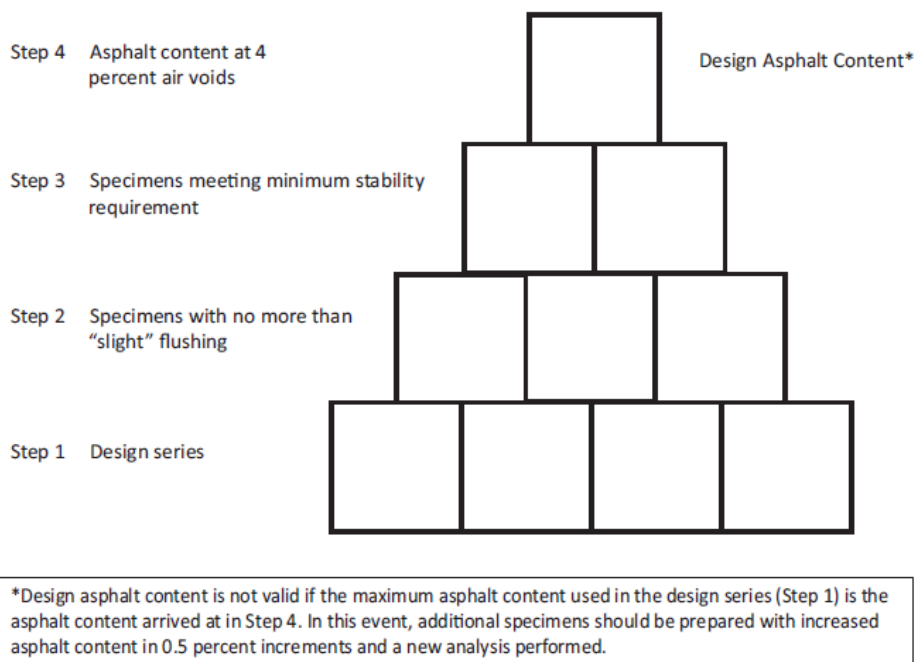 Step 4 Asphalt content at 4
percent air voids
Design Asphalt Content*
Step 3 Specimens meeting minimum stability
requirement
Step 2 Specimens with no more than
“slight” flushing
Step 1 Design series
*Design asphalt content is not valid if the maximum asphalt content used in the design series (Step 1) is the
asphalt content arrived at in Step 4. In this event, additional specimens should be prepared with increased
asphalt content in 0.5 percent increments and a new analysis performed.